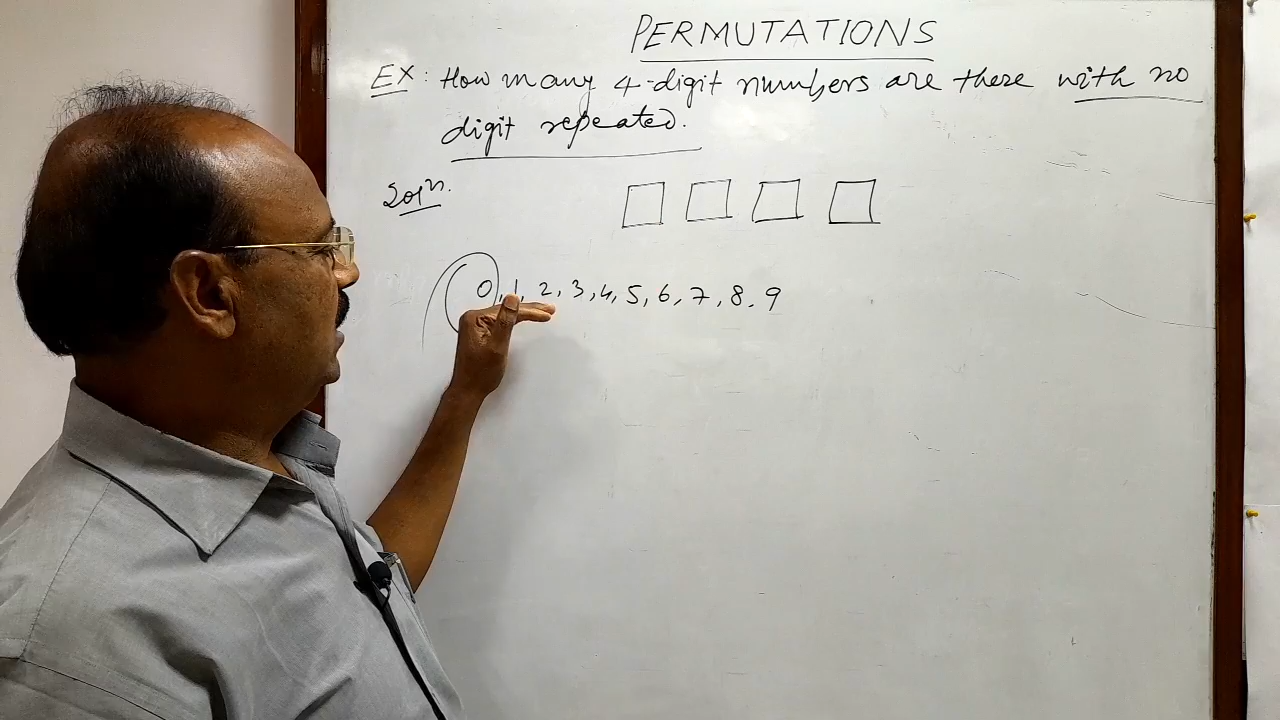 PERMUTATIONS
EX: How many 4-digit numbers are there with no
digit repeated.
Solⁿ.
0, 1, 2, 3, 4, 5, 6, 7, 8, 9